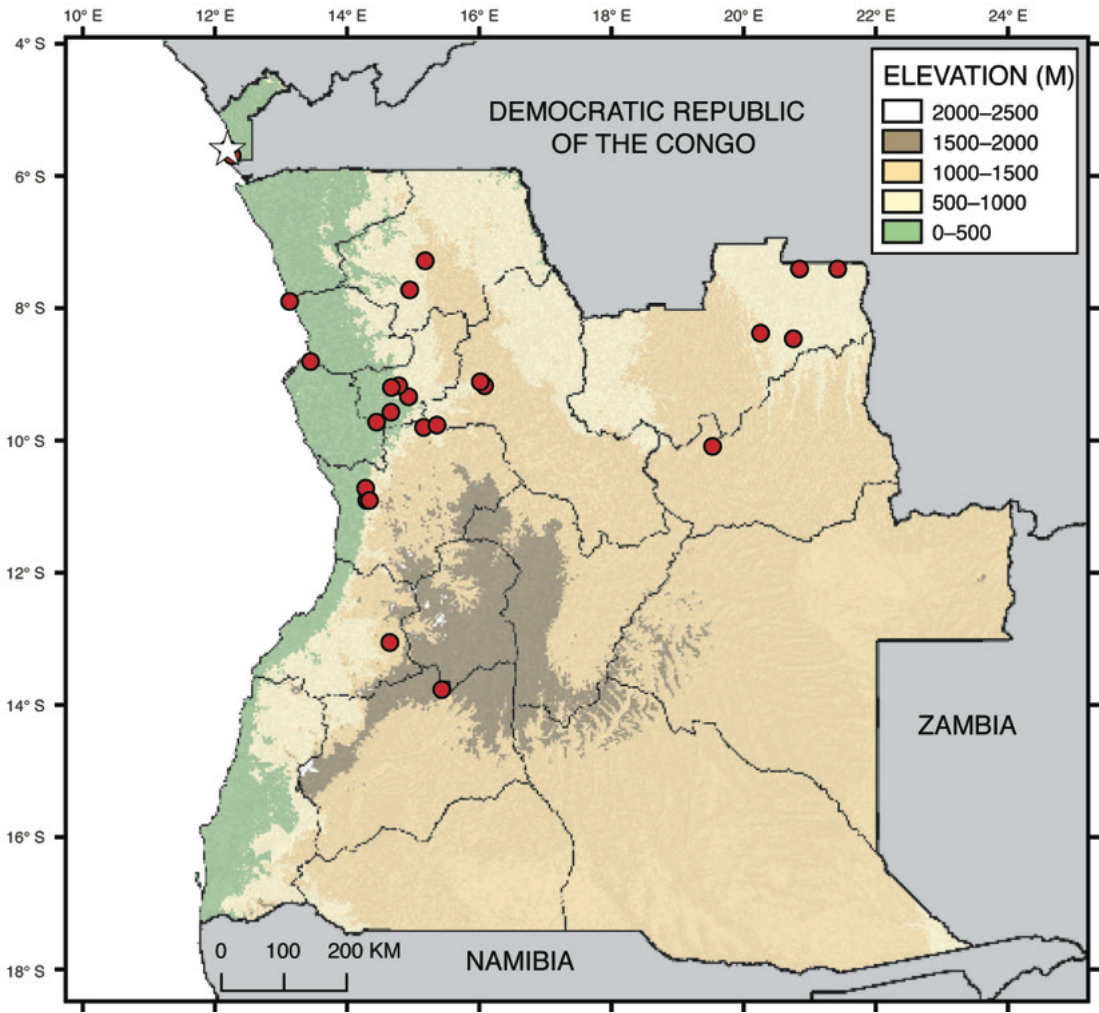 10° E 12° E 14° E 16° E 18° E 20° E 22° E 24° E
4° S
ELEVATION (M)
2000–2500
1500–2000
1000–1500
500–1000
0–500
DEMOCRATIC REPUBLIC
OF THE CONGO
6° S
8° S
10° S
12° S
14° S
ZAMBIA
16° S
0 100 200 KM
NAMIBIA
18° S